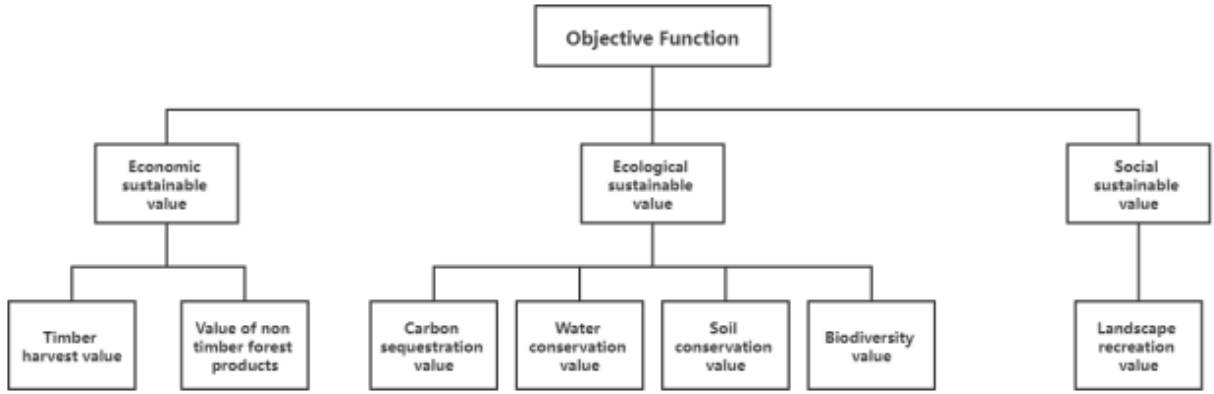 Objective Function
Economic
sustainable
value
Ecological
sustainable
value
Social
sustainable
value
Timber
harvest value
Value of non
timber forest
products
Carbon
sequestration
value
Water
conservation
value
Soil
conservation
value
Biodiversity
value
Landscape
recreation
value